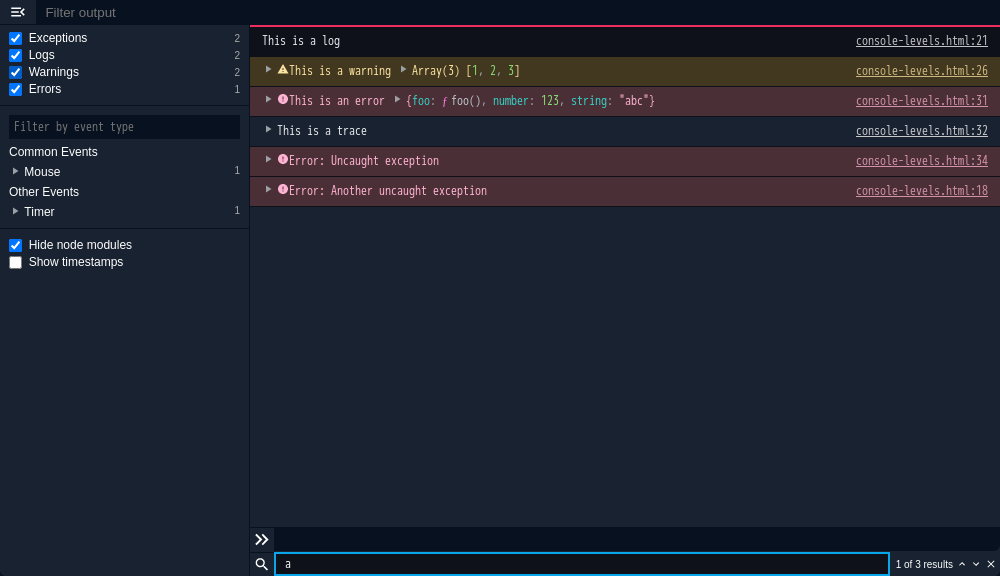 Filter output
Exceptions 2
Logs 2
Warnings 2
Errors 1
Filter by event type
Common Events
Mouse 1
Other Events
Timer 1
Hide node modules
Show timestamps
This is a log console-levels.html:21
This is a warning Array(3) [1, 2, 3] console-levels.html:26
This is an error {foo: ƒ foo(), number: 123, string: "abc"} console-levels.html:31
This is a trace console-levels.html:32
Error: Uncaught exception console-levels.html:34
Error: Another uncaught exception console-levels.html:18
a 1 of 3 results